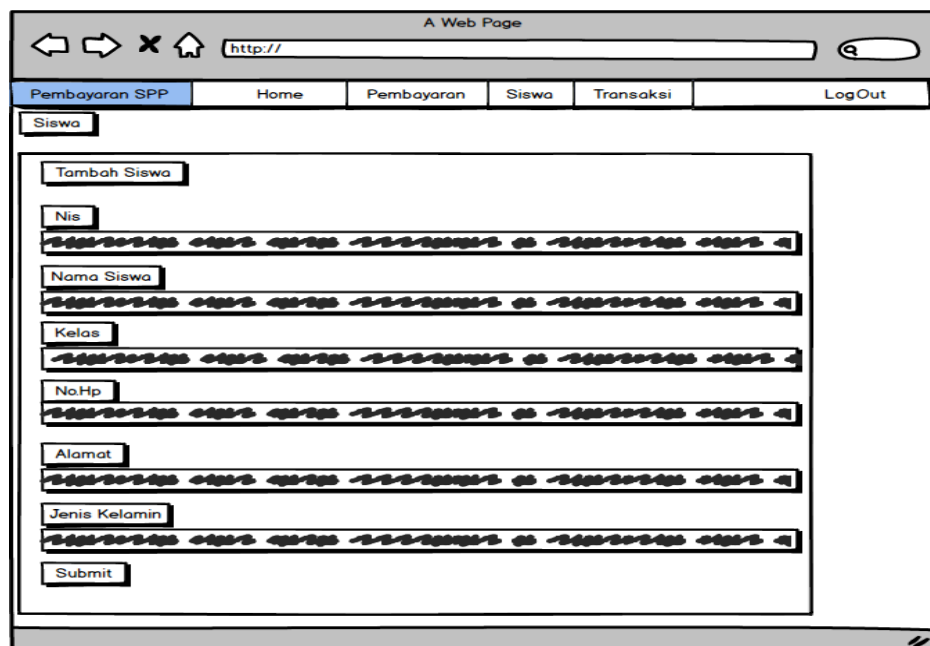 A Web Page
http://
Pembayaran SPP Home Pembayaran Siswa Transaksi LogOut
Siswa
Tambah Siswa
Nis
Nama Siswa
Kelas
No.Hp
Alamat
Jenis Kelamin
Submit